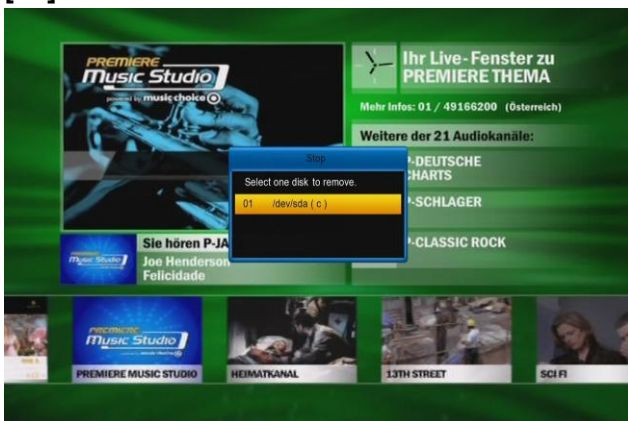 PREMIERE
Music Studio
powered by music choice
Ihr Live-Fenster zu
PREMIERE THEMA
Mehr Infos: 01 / 49166200 (Österreich)
Weitere der 21 Audiokanäle:
P-DEUTSCHE
CHARTS
P-SCHLAGER
P-CLASSIC ROCK
Stop
Select one disk to remove.
01 /dev/sda ( c )
Music Studio
Sie hören P-JA
Joe Henderson
Felicidade
PREMIERE
Music Studio
PREMIERE MUSIC STUDIO
HEIMATKANAL
13TH STREET
SCI FI